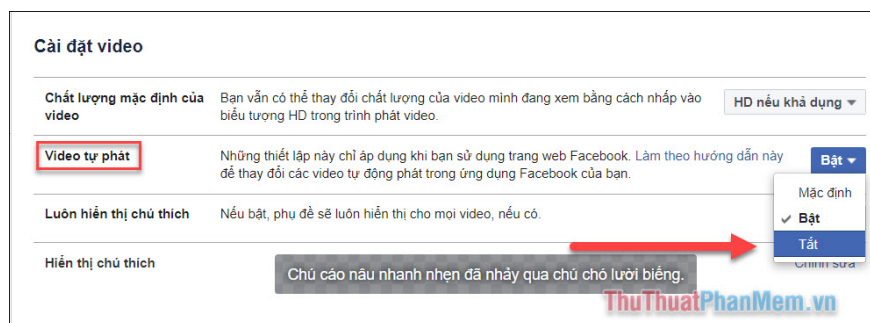 Cài đặt video
Chất lượng mặc định của video
Bạn vẫn có thể thay đổi chất lượng của video mình đang xem bằng cách nhấp vào
biểu tượng HD trong trình phát video.
HD nếu khả dụng
Video tự phát
Những thiết lập này chỉ áp dụng khi bạn sử dụng trang web Facebook. Làm theo hướng dẫn này
để thay đổi các video tự động phát trong ứng dụng Facebook của bạn.
Bật
Mặc định
Bật
Tắt
Luôn hiển thị chú thích
Nếu bật, phụ đề sẽ luôn hiển thị cho mọi video, nếu có.
Hiển thị chú thích
Chú cáo nâu nhanh nhẹn đã nhảy qua chú chó lười biếng.
Chỉnh sửa
ThuThuatPhanMem.vn